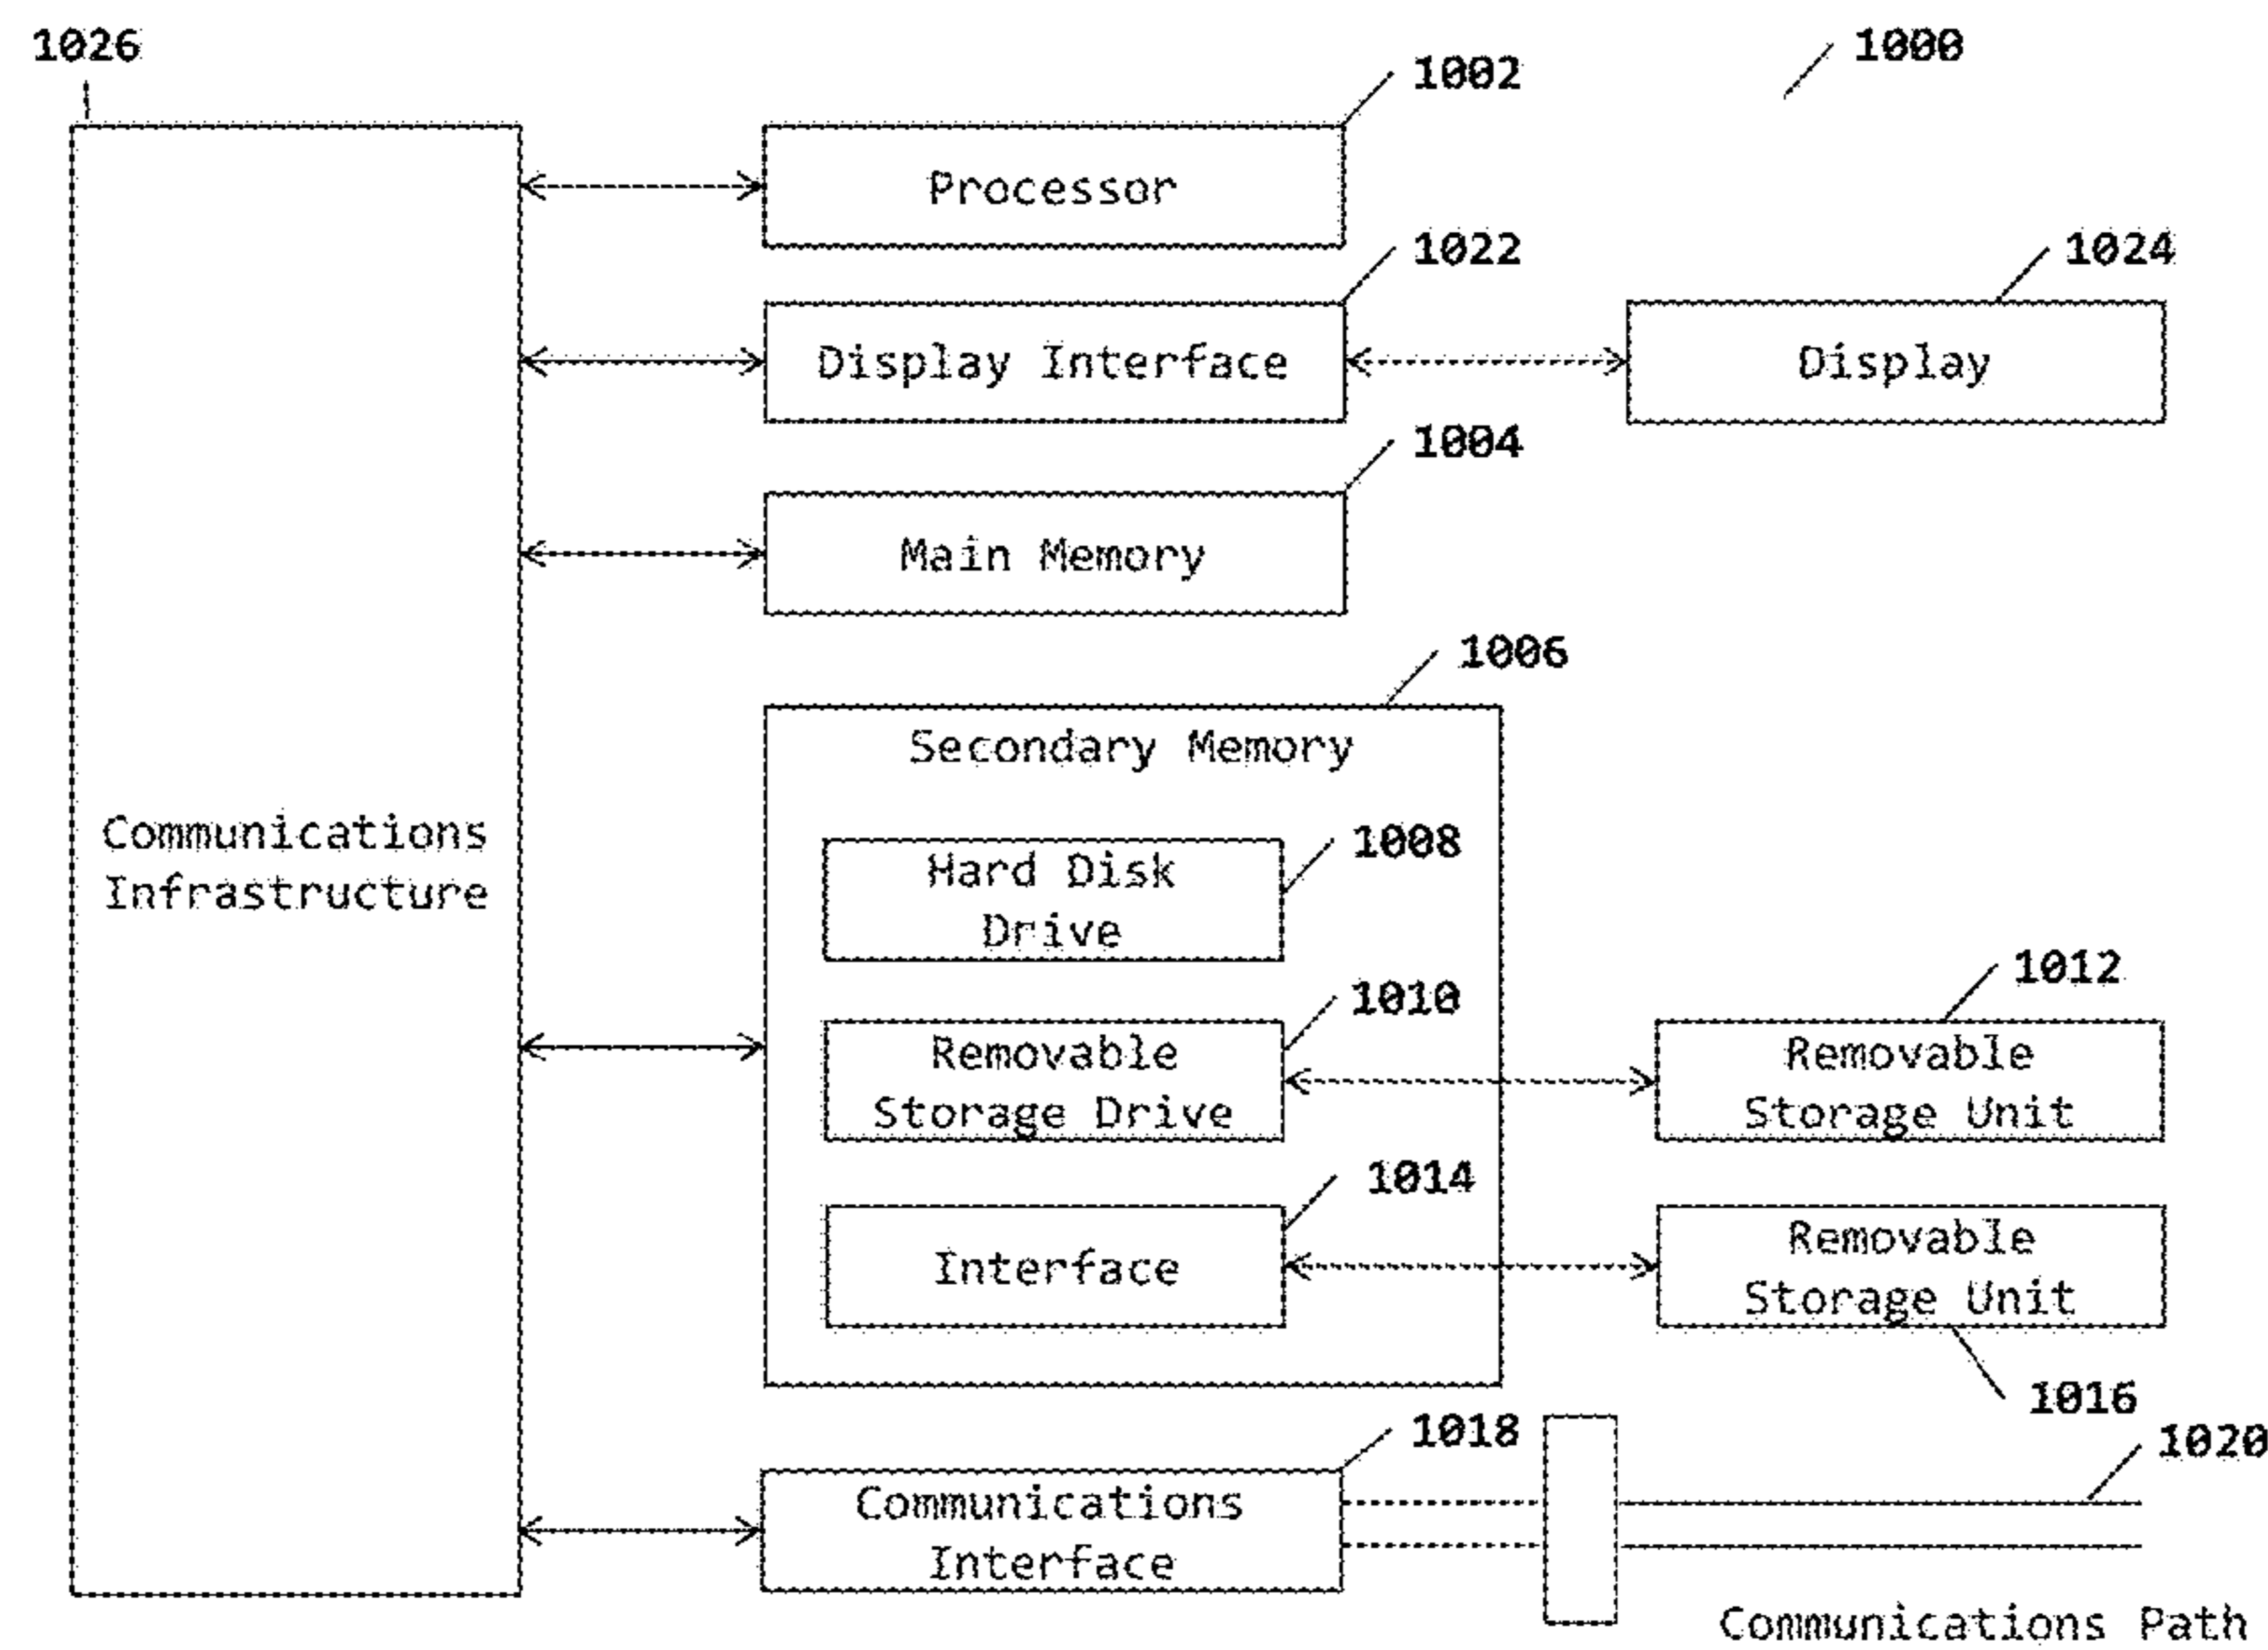 1026
1000
1002
Processor
1022
1024
Display Interface
Display
1004
Main Memory
1006
Secondary Memory
Communications
Infrastructure
1008
Hard Disk
Drive
1012
1010
Removable
Storage Drive
Removable
Storage Unit
1014
Interface
Removable
Storage Unit
1016
1018
1020
Communications
Interface
Communications Path